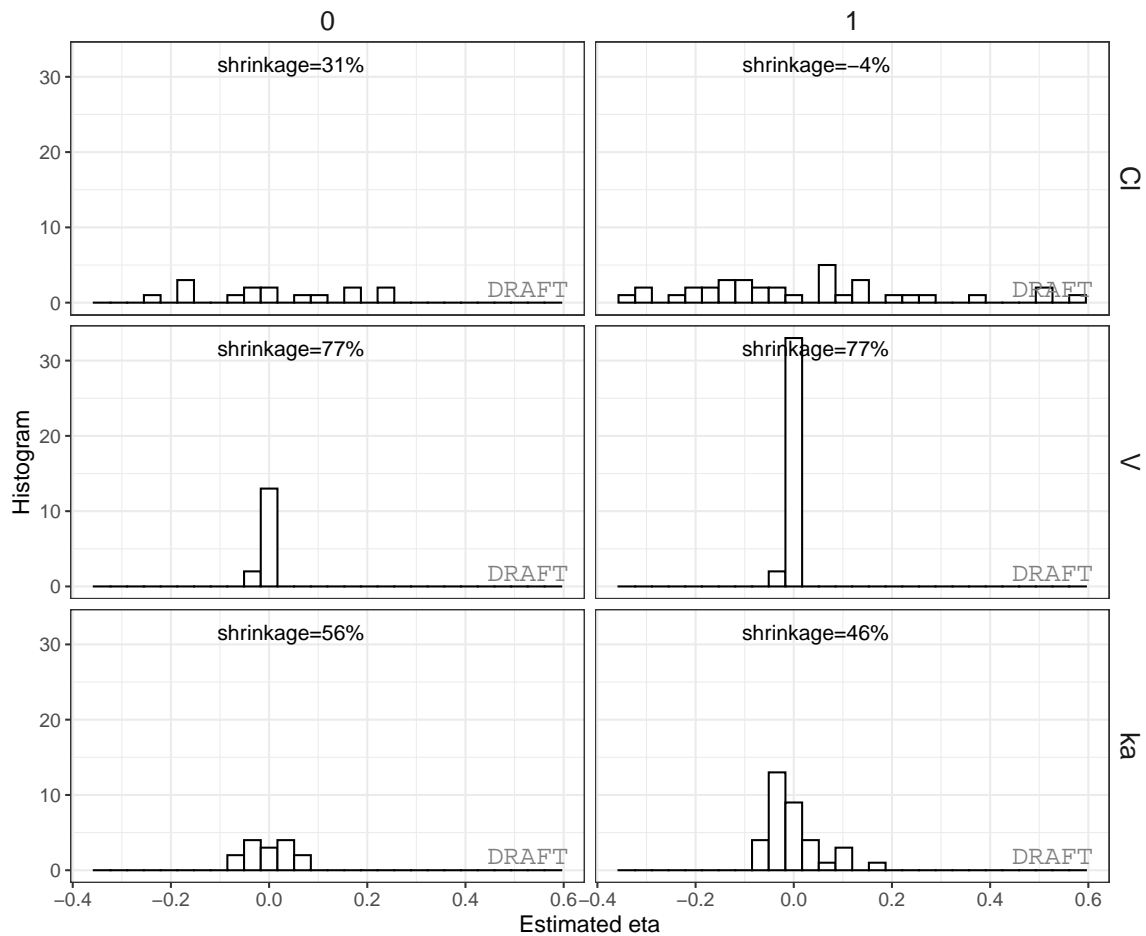 0 1
shrinkage=31% shrinkage=−4%
30
20
10
0
DRAFT DRAFT
Cl
shrinkage=77% shrinkage=77%
30
20
10
0
DRAFT DRAFT
V
Histogram
shrinkage=56% shrinkage=46%
30
20
10
0
DRAFT DRAFT
ka
−0.4 −0.2 0.0 0.2 0.4 0.6 −0.4 −0.2 0.0 0.2 0.4 0.6
Estimated eta